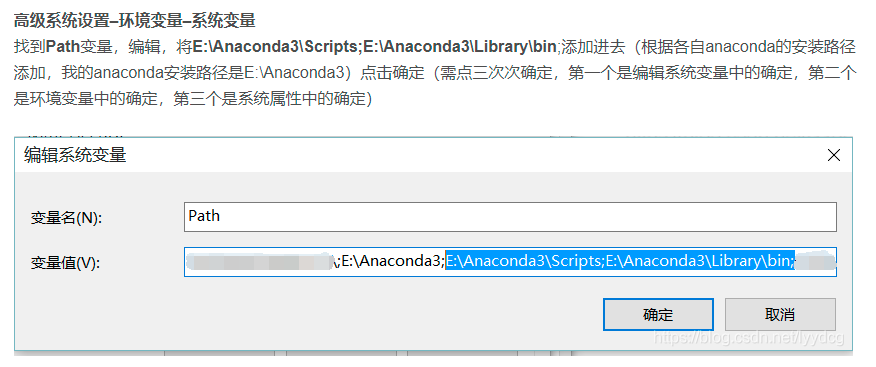 高级系统设置–环境变量–系统变量
找到Path变量，编辑，将E:\Anaconda3\Scripts;E:\Anaconda3\Library\bin;添加进去（根据各自anaconda的安装路径
添加，我的anaconda安装路径是E:\Anaconda3）点击确定（需点三次次确定，第一个是编辑系统变量中的确定，第二个
是环境变量中的确定，第三个是系统属性中的确定）
编辑系统变量
变量名(N):
Path
变量值(V):
\;E:\Anaconda3;E:\Anaconda3\Scripts;E:\Anaconda3\Library\bin;
确定
取消
https://blog.csdn.net/lyydcg